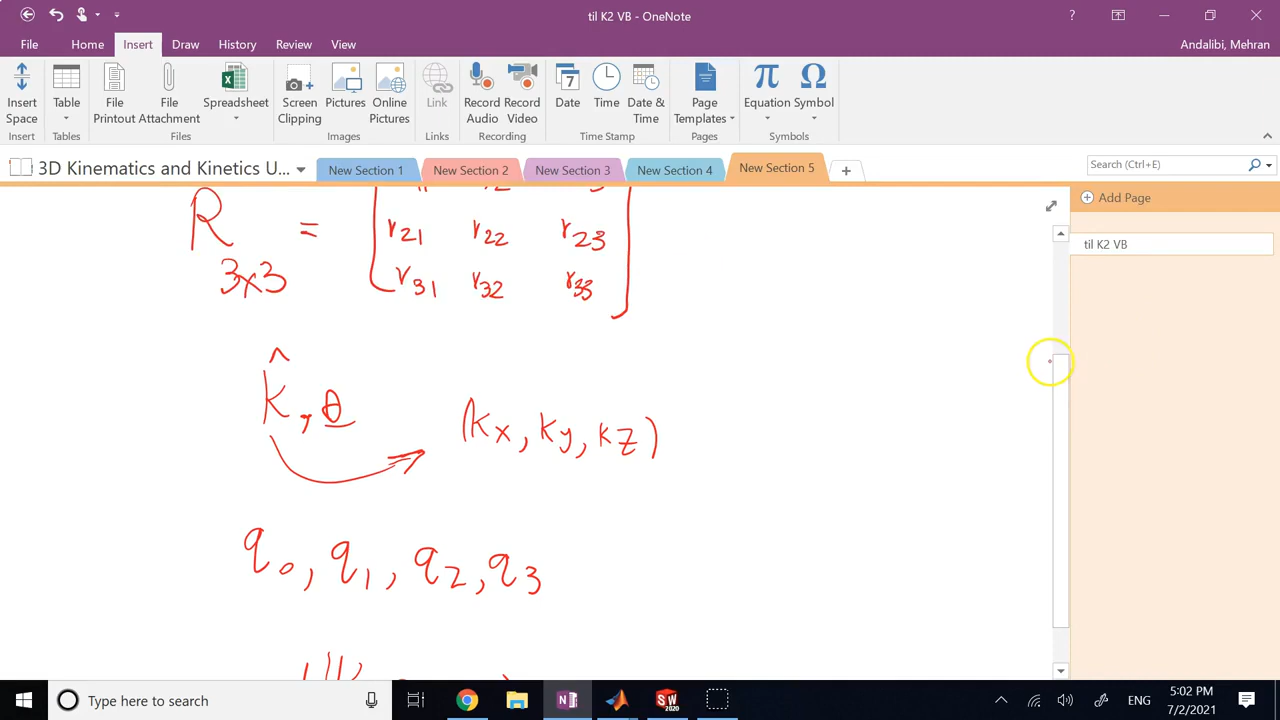 til K2 VB - OneNote
?
File Home Insert Draw History Review View
Andalibi, Mehran
Insert Space Table File Printout File Attachment Spreadsheet Screen Clipping Pictures Online Pictures Link Record Audio Record Video Date Time Date & Time Page Templates Equation Symbol
Insert Tables Files Images Links Recording Time Stamp Pages Symbols
3D Kinematics and Kinetics U... New Section 1 New Section 2 New Section 3 New Section 4 New Section 5 +
Search (Ctrl+E)
Add Page
til K2 VB
R = r21 r22 r23
3x3 r31 r32 r33
k̂, θ (kx, ky, kz)
q0, q1, q2, q3
Type here to search
ENG
5:02 PM
7/2/2021
SW
2020